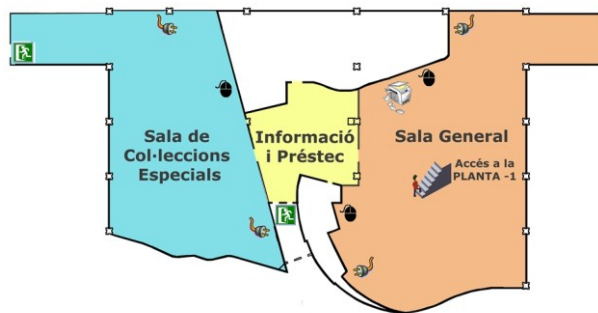 Sala de
Col·leccions
Especials
Informació
i Préstec
Sala General
Accés a la
PLANTA -1